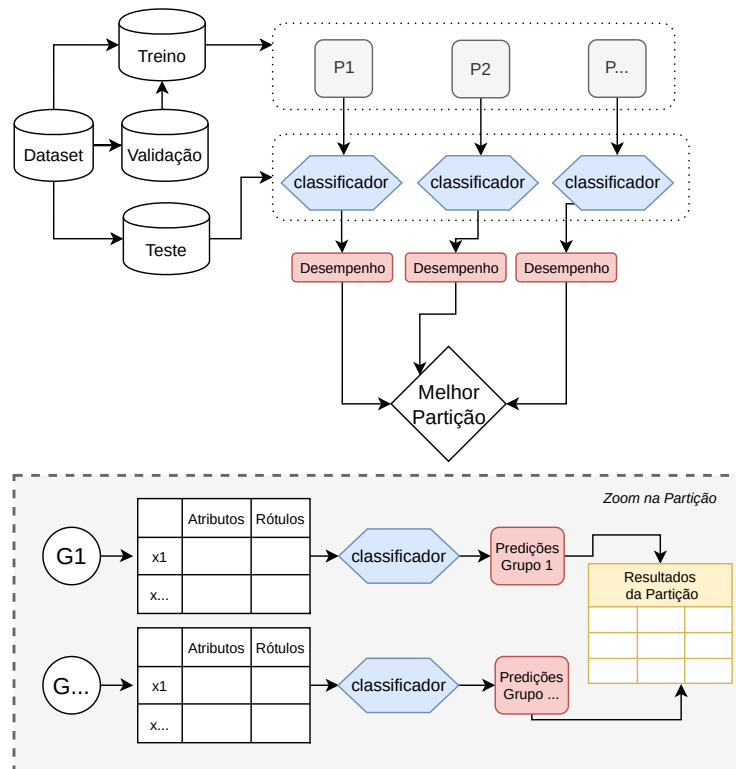 Treino
P1
P2
P...
Dataset
Validação
classificador
classificador
classificador
Teste
Desempenho
Desempenho
Desempenho
Melhor
Partição
Zoom na Partição
G1
Atributos
Rótulos
x1
x...
classificador
Predições
Grupo 1
Resultados
da Partição
G...
Atributos
Rótulos
x1
x...
classificador
Predições
Grupo ...